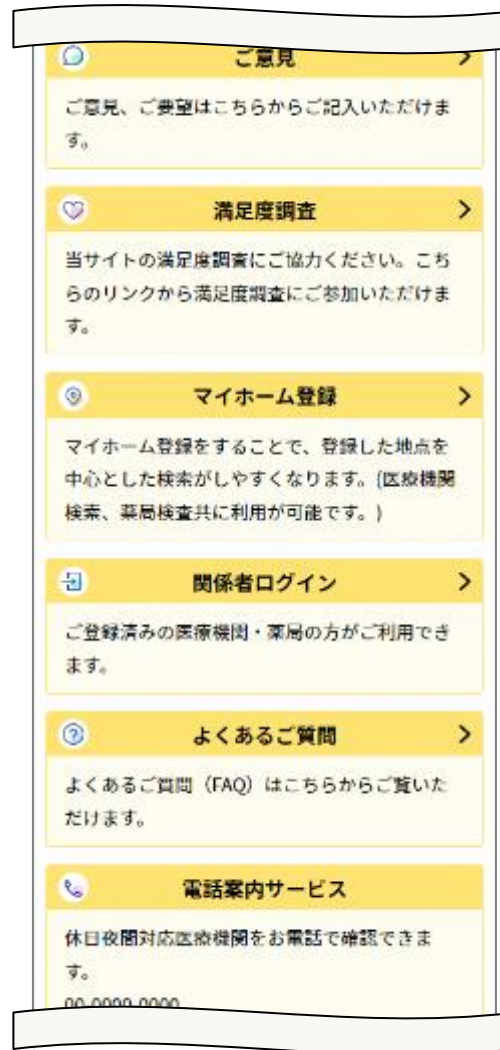 ご意見
ご意見、ご要望はこちらからご記入いただけま
す。
満足度調査
当サイトの満足度調査にご協力ください。こち
らのリンクから満足度調査にご参加いただけま
す。
マイホーム登録
マイホーム登録をすることで、登録した地点を
中心とした検索がしやすくなります。(医療機関
検索、薬局検査共に利用が可能です。)
関係者ログイン
ご登録済みの医療機関・薬局の方がご利用でき
ます。
よくあるご質問
よくあるご質問（FAQ）はこちらからご覧いた
だけます。
電話案内サービス
休日夜間対応医療機関をお電話で確認できま
す。
00-0000-0000